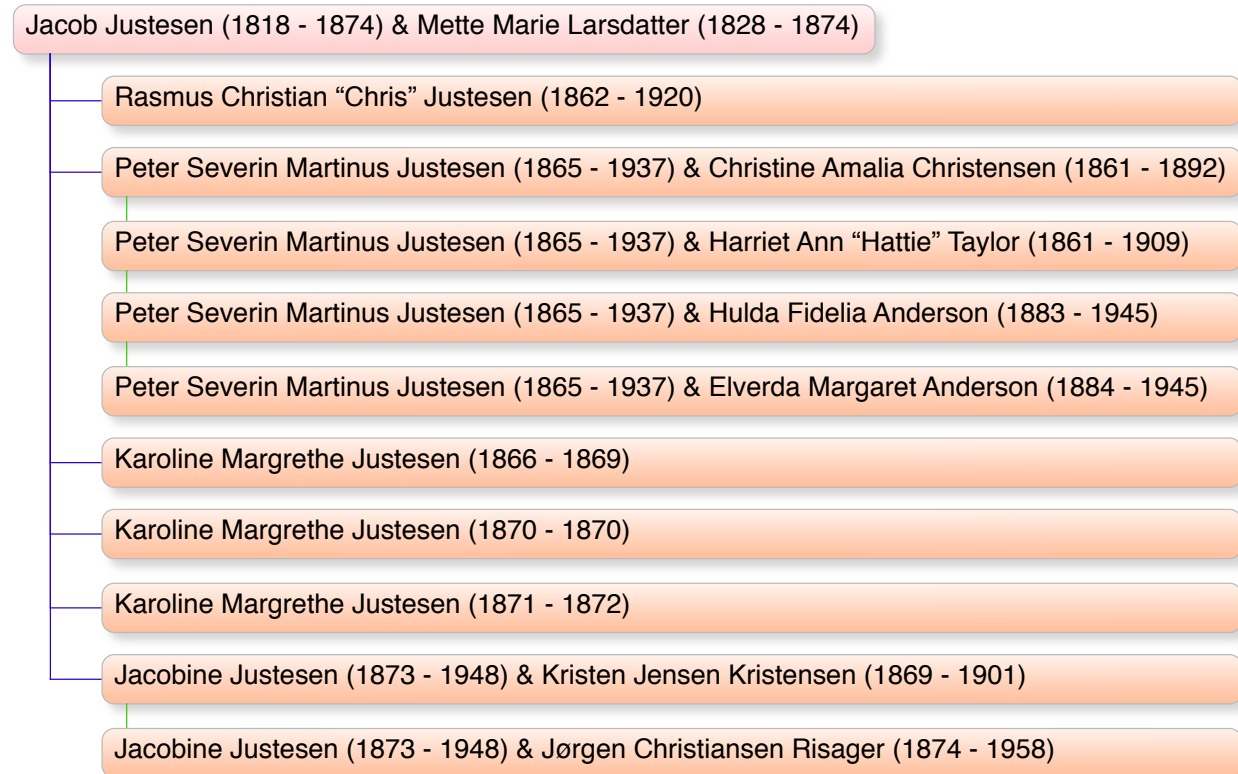 Jacob Justesen (1818 - 1874) & Mette Marie Larsdatter (1828 - 1874)
Rasmus Christian “Chris” Justesen (1862 - 1920)
Peter Severin Martinus Justesen (1865 - 1937) & Christine Amalia Christensen (1861 - 1892)
Peter Severin Martinus Justesen (1865 - 1937) & Harriet Ann “Hattie” Taylor (1861 - 1909)
Peter Severin Martinus Justesen (1865 - 1937) & Hulda Fidelia Anderson (1883 - 1945)
Peter Severin Martinus Justesen (1865 - 1937) & Elverda Margaret Anderson (1884 - 1945)
Karoline Margrethe Justesen (1866 - 1869)
Karoline Margrethe Justesen (1870 - 1870)
Karoline Margrethe Justesen (1871 - 1872)
Jacobine Justesen (1873 - 1948) & Kristen Jensen Kristensen (1869 - 1901)
Jacobine Justesen (1873 - 1948) & Jørgen Christiansen Risager (1874 - 1958)